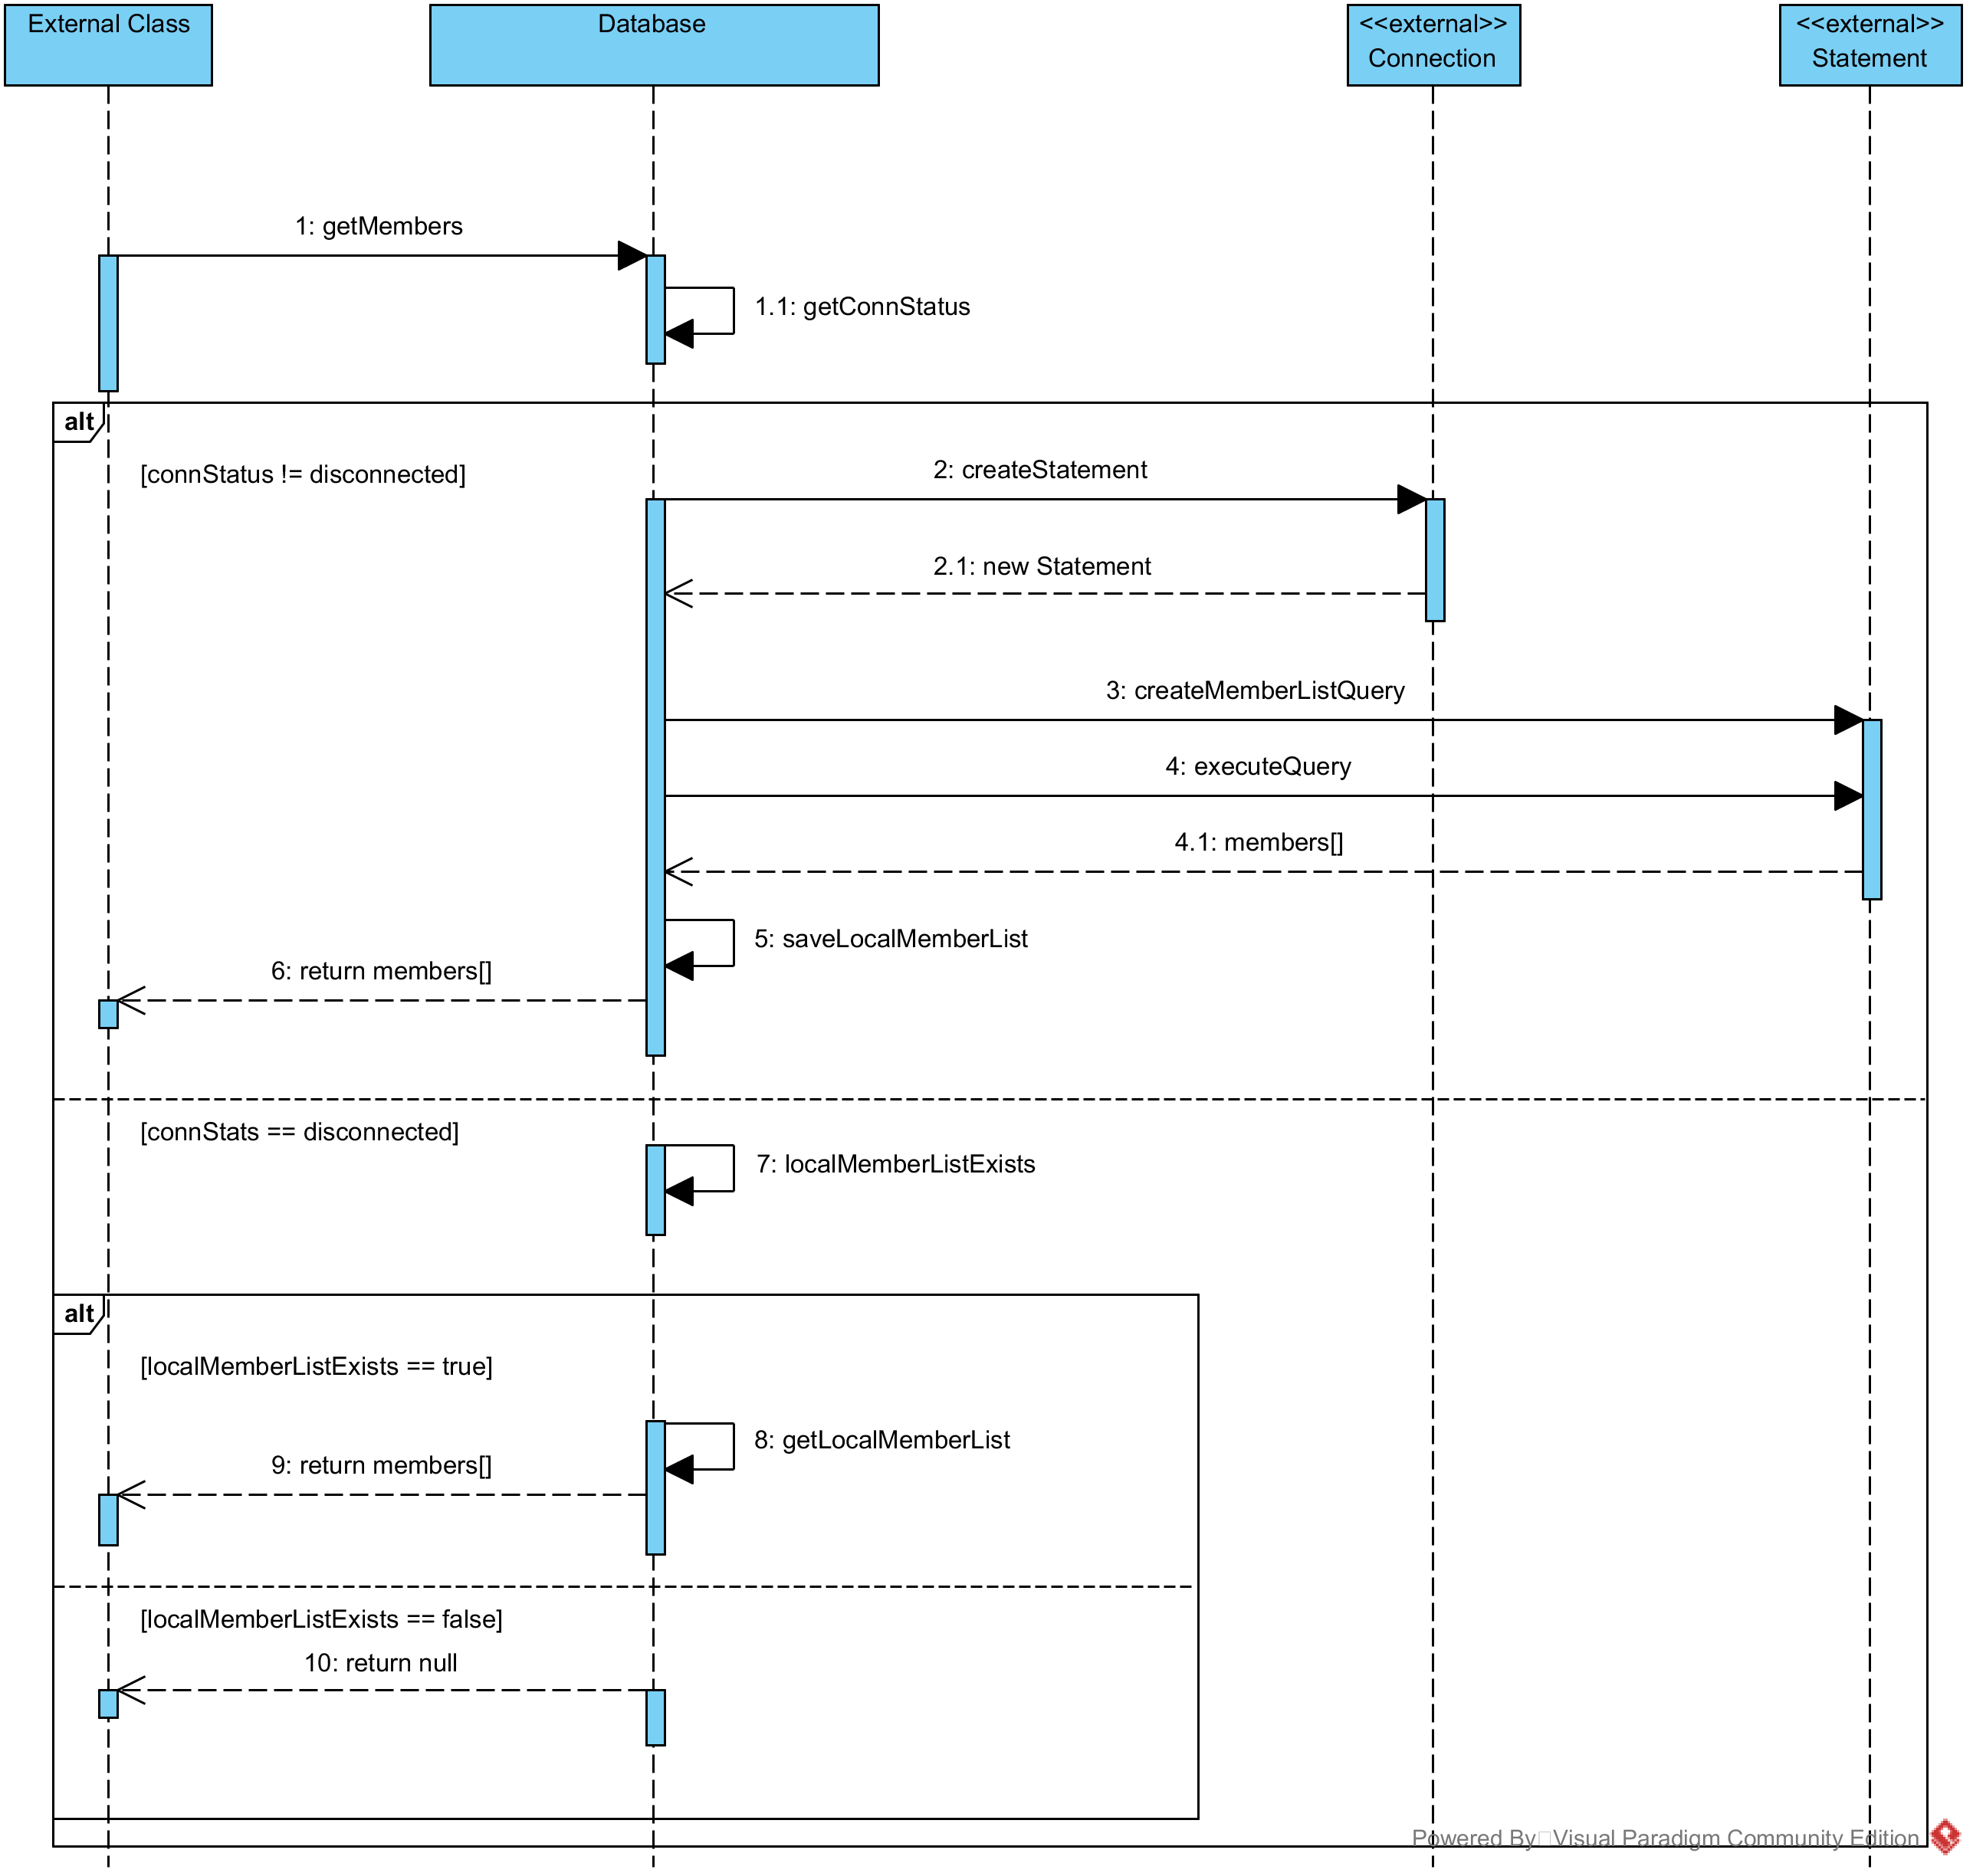 External Class
Database
<<external>>
Connection
<<external>>
Statement
1: getMembers
1.1: getConnStatus
alt
[connStatus != disconnected]
2: createStatement
2.1: new Statement
3: createMemberListQuery
4: executeQuery
4.1: members[]
5: saveLocalMemberList
6: return members[]
[connStats == disconnected]
7: localMemberListExists
alt
[localMemberListExists == true]
8: getLocalMemberList
9: return members[]
[localMemberListExists == false]
10: return null
Powered By Visual Paradigm Community Edition